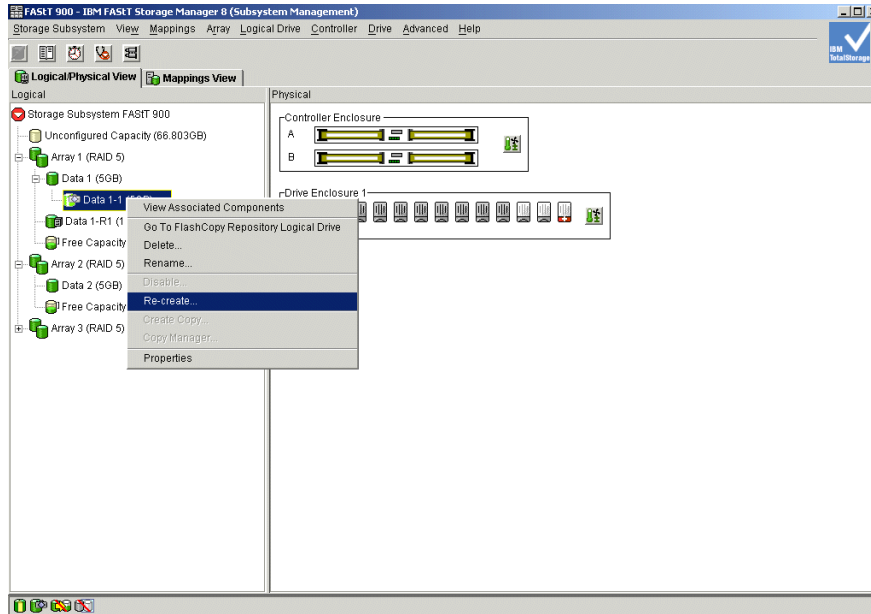 FAStT 900 - IBM FAStT Storage Manager 8 (Subsystem Management)
Storage Subsystem View Mappings Array Logical Drive Controller Drive Advanced Help
IBM
TotalStorage
Logical/Physical View Mappings View
Logical
Physical
Storage Subsystem FAStT 900
Unconfigured Capacity (66.803GB)
Array 1 (RAID 5)
Data 1 (5GB)
Data 1-1
Data 1-R1 (1
Free Capacity
Array 2 (RAID 5)
Data 2 (5GB)
Free Capacity
Array 3 (RAID 5)
View Associated Components
Go To FlashCopy Repository Logical Drive
Delete...
Rename...
Disable...
Re-create...
Create Copy...
Copy Manager...
Properties
Controller Enclosure
A
B
Drive Enclosure 1